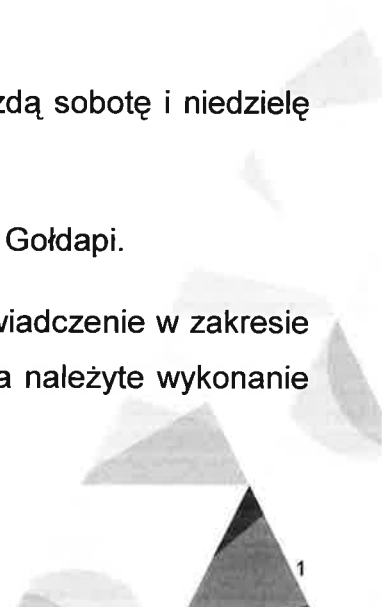 zdą sobotę i niedzielę
Gołdapi.
wiadczenie w zakresie
a należyte wykonanie
1